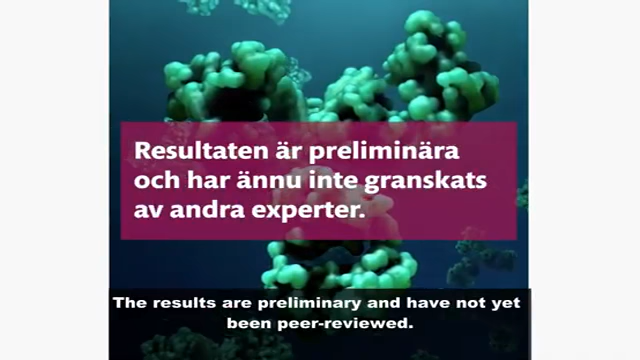 Resultaten är preliminära
och har ännu inte granskats
av andra experter.
The results are preliminary and have not yet
been peer-reviewed.